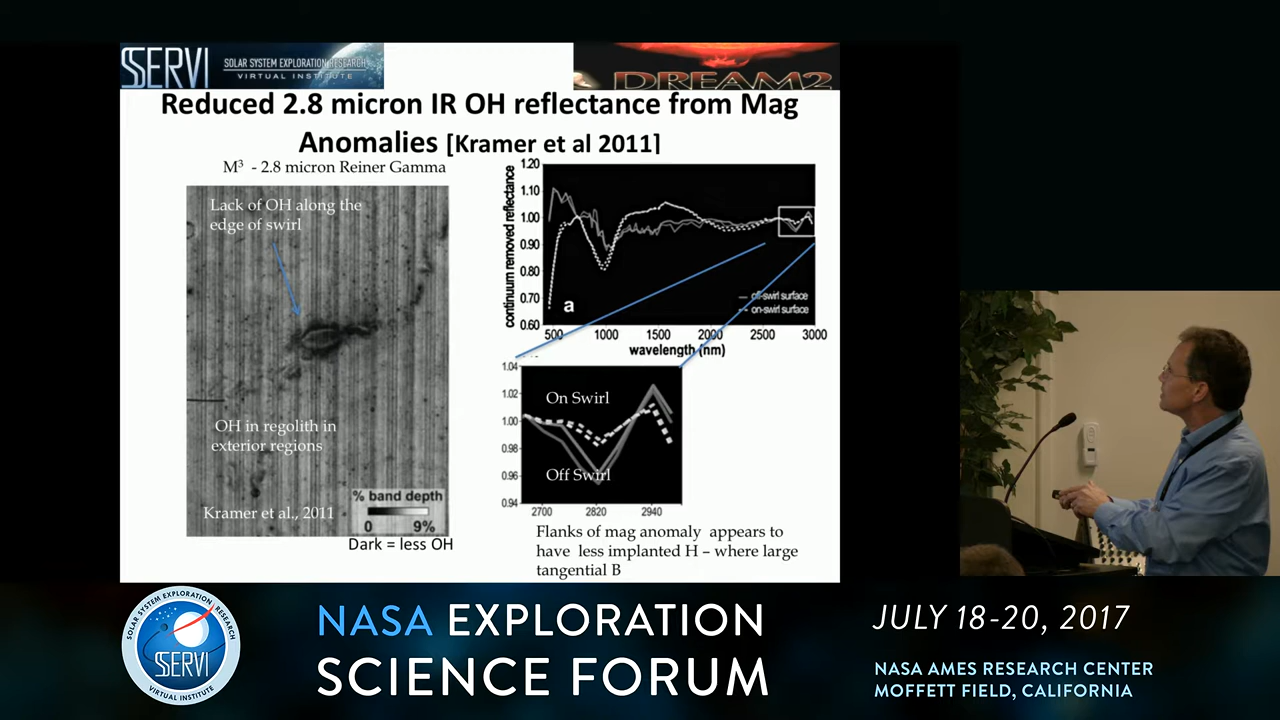 SSERVI
SOLAR SYSTEM EXPLORATION RESEARCH
VIRTUAL INSTITUTE
DREAM2
Reduced 2.8 micron IR OH reflectance from Mag
Anomalies [Kramer et al 2011]
M³ - 2.8 micron Reiner Gamma
Lack of OH along the
edge of swirl
OH in regolith in
exterior regions
Kramer et al., 2011
% band depth
0 9%
Dark = less OH
continuum removed reflectance
1.20
1.10
1.00
0.90
0.80
0.70
0.60
a
off-swirl surface
on-swirl surface
500 1000 1500 2000 2500 3000
wavelength (nm)
1.04
1.02
1.00
0.98
0.96
0.94
On Swirl
Off Swirl
2700 2820 2940
Flanks of mag anomaly appears to
have less implanted H – where large
tangential B
SOLAR SYSTEM EXPLORATION RESEARCH
SSERVI
VIRTUAL INSTITUTE
NASA EXPLORATION
SCIENCE FORUM
JULY 18-20, 2017
NASA AMES RESEARCH CENTER
MOFFETT FIELD, CALIFORNIA